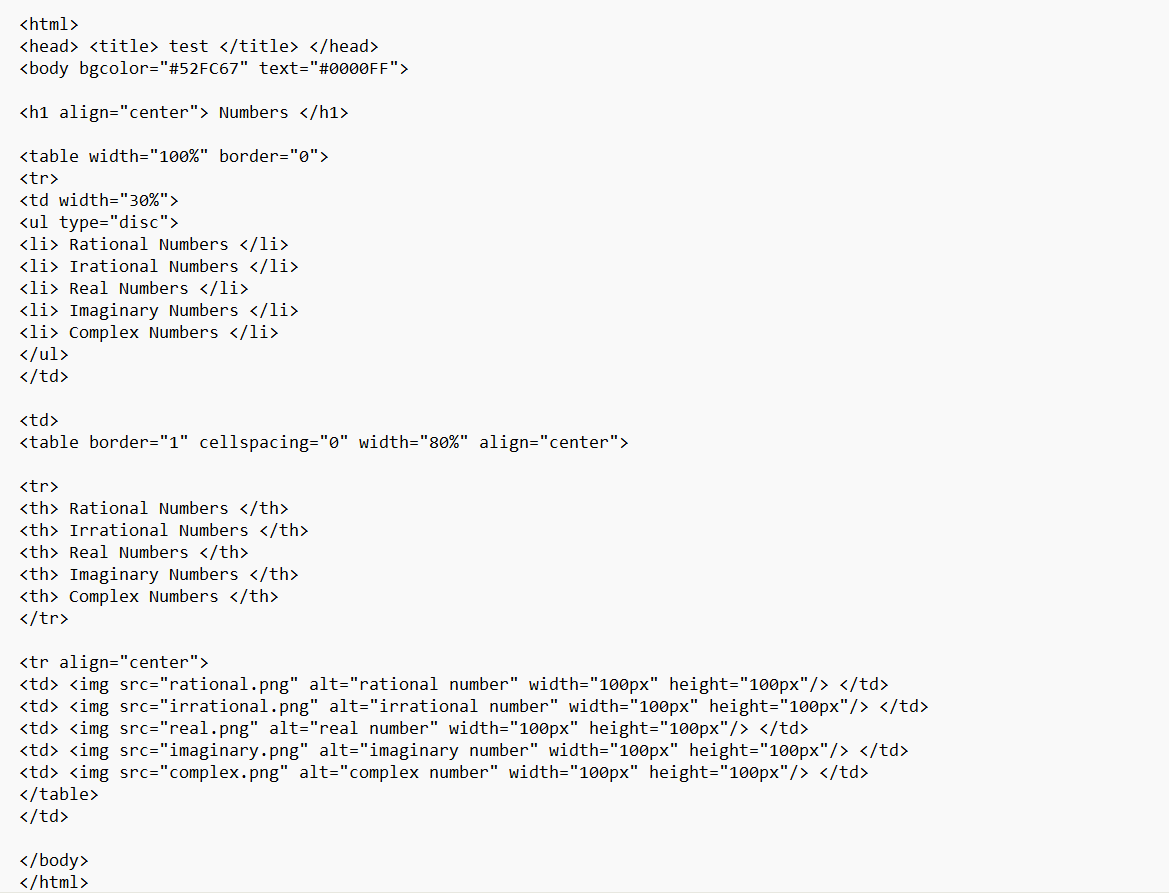 <html>
<head> <title> test </title> </head>
<body bgcolor="#52FC67" text="#0000FF">
<h1 align="center"> Numbers </h1>
<table width="100%" border="0">
<tr>
<td width="30%">
<ul type="disc">
<li> Rational Numbers </li>
<li> Irational Numbers </li>
<li> Real Numbers </li>
<li> Imaginary Numbers </li>
<li> Complex Numbers </li>
</ul>
</td>
<td>
<table border="1" cellspacing="0" width="80%" align="center">
<tr>
<th> Rational Numbers </th>
<th> Irrational Numbers </th>
<th> Real Numbers </th>
<th> Imaginary Numbers </th>
<th> Complex Numbers </th>
</tr>
<tr align="center">
<td> <img src="rational.png" alt="rational number" width="100px" height="100px"/> </td>
<td> <img src="irrational.png" alt="irrational number" width="100px" height="100px"/> </td>
<td> <img src="real.png" alt="real number" width="100px" height="100px"/> </td>
<td> <img src="imaginary.png" alt="imaginary number" width="100px" height="100px"/> </td>
<td> <img src="complex.png" alt="complex number" width="100px" height="100px"/> </td>
</table>
</td>
</body>
</html>